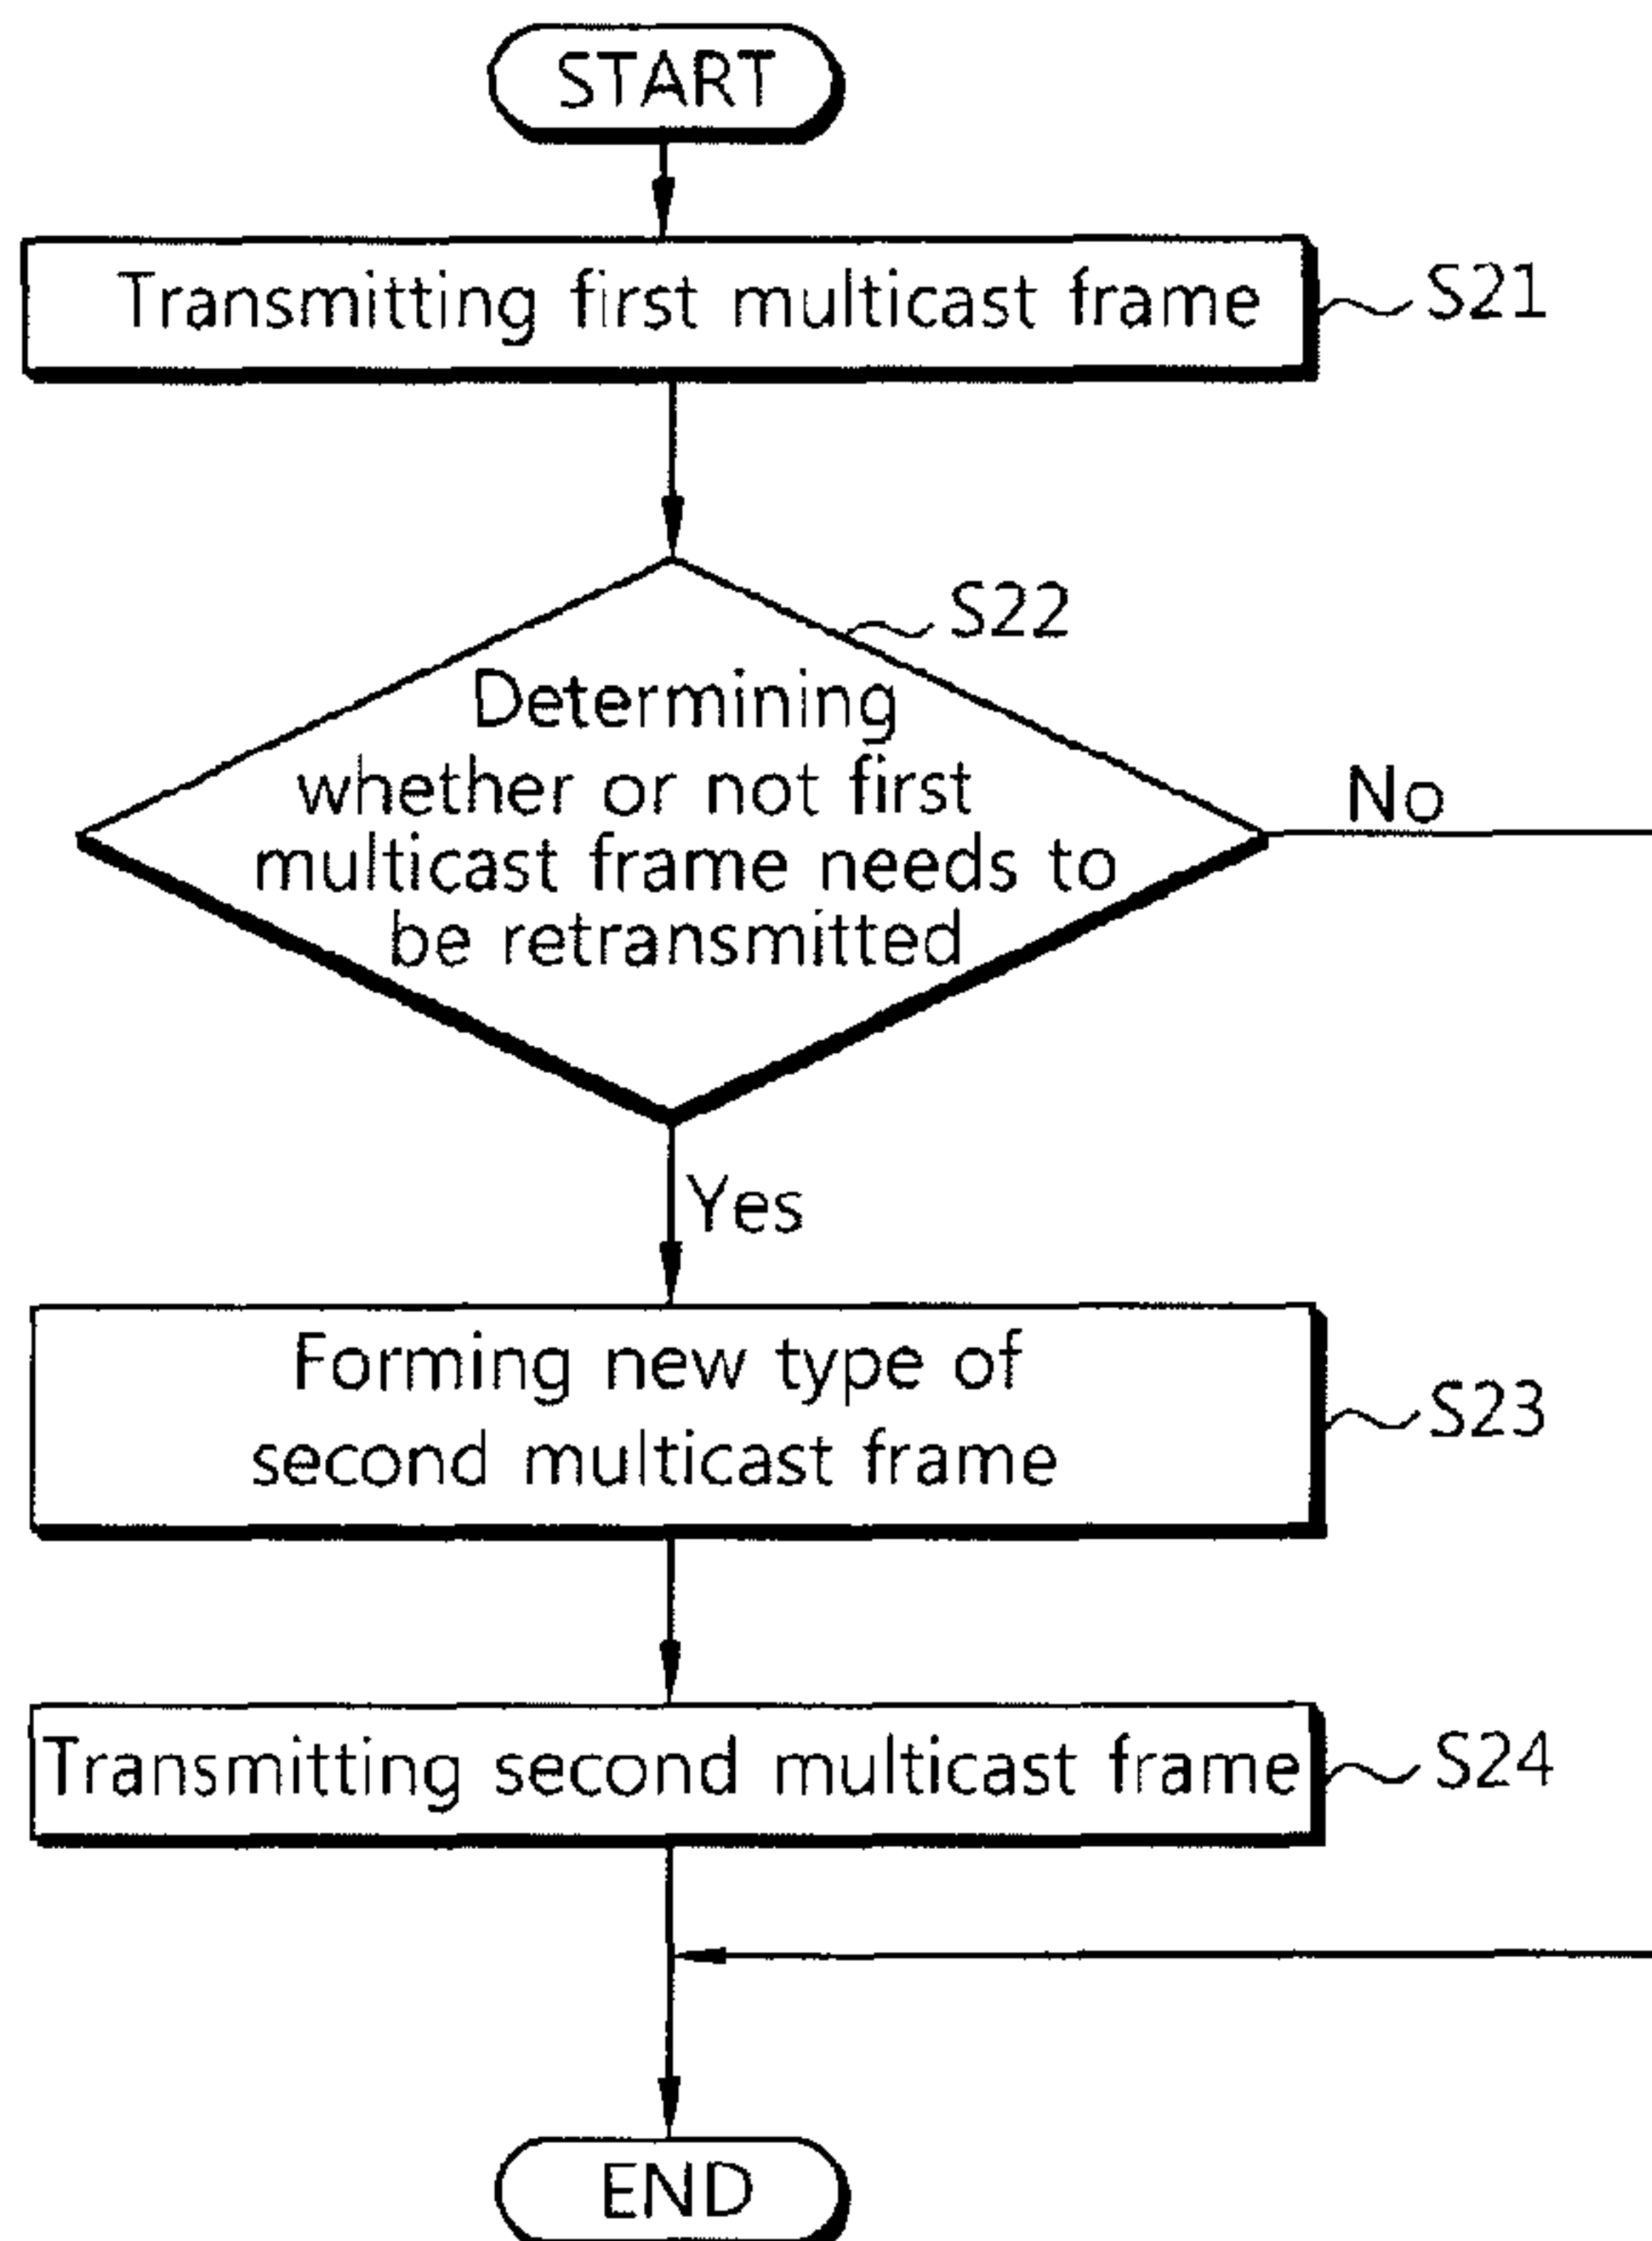 START
Transmitting first multicast frame
S21
S22
Determining
whether or not first
multicast frame needs to
be retransmitted
No
Yes
Forming new type of
second multicast frame
S23
Transmitting second multicast frame
S24
END